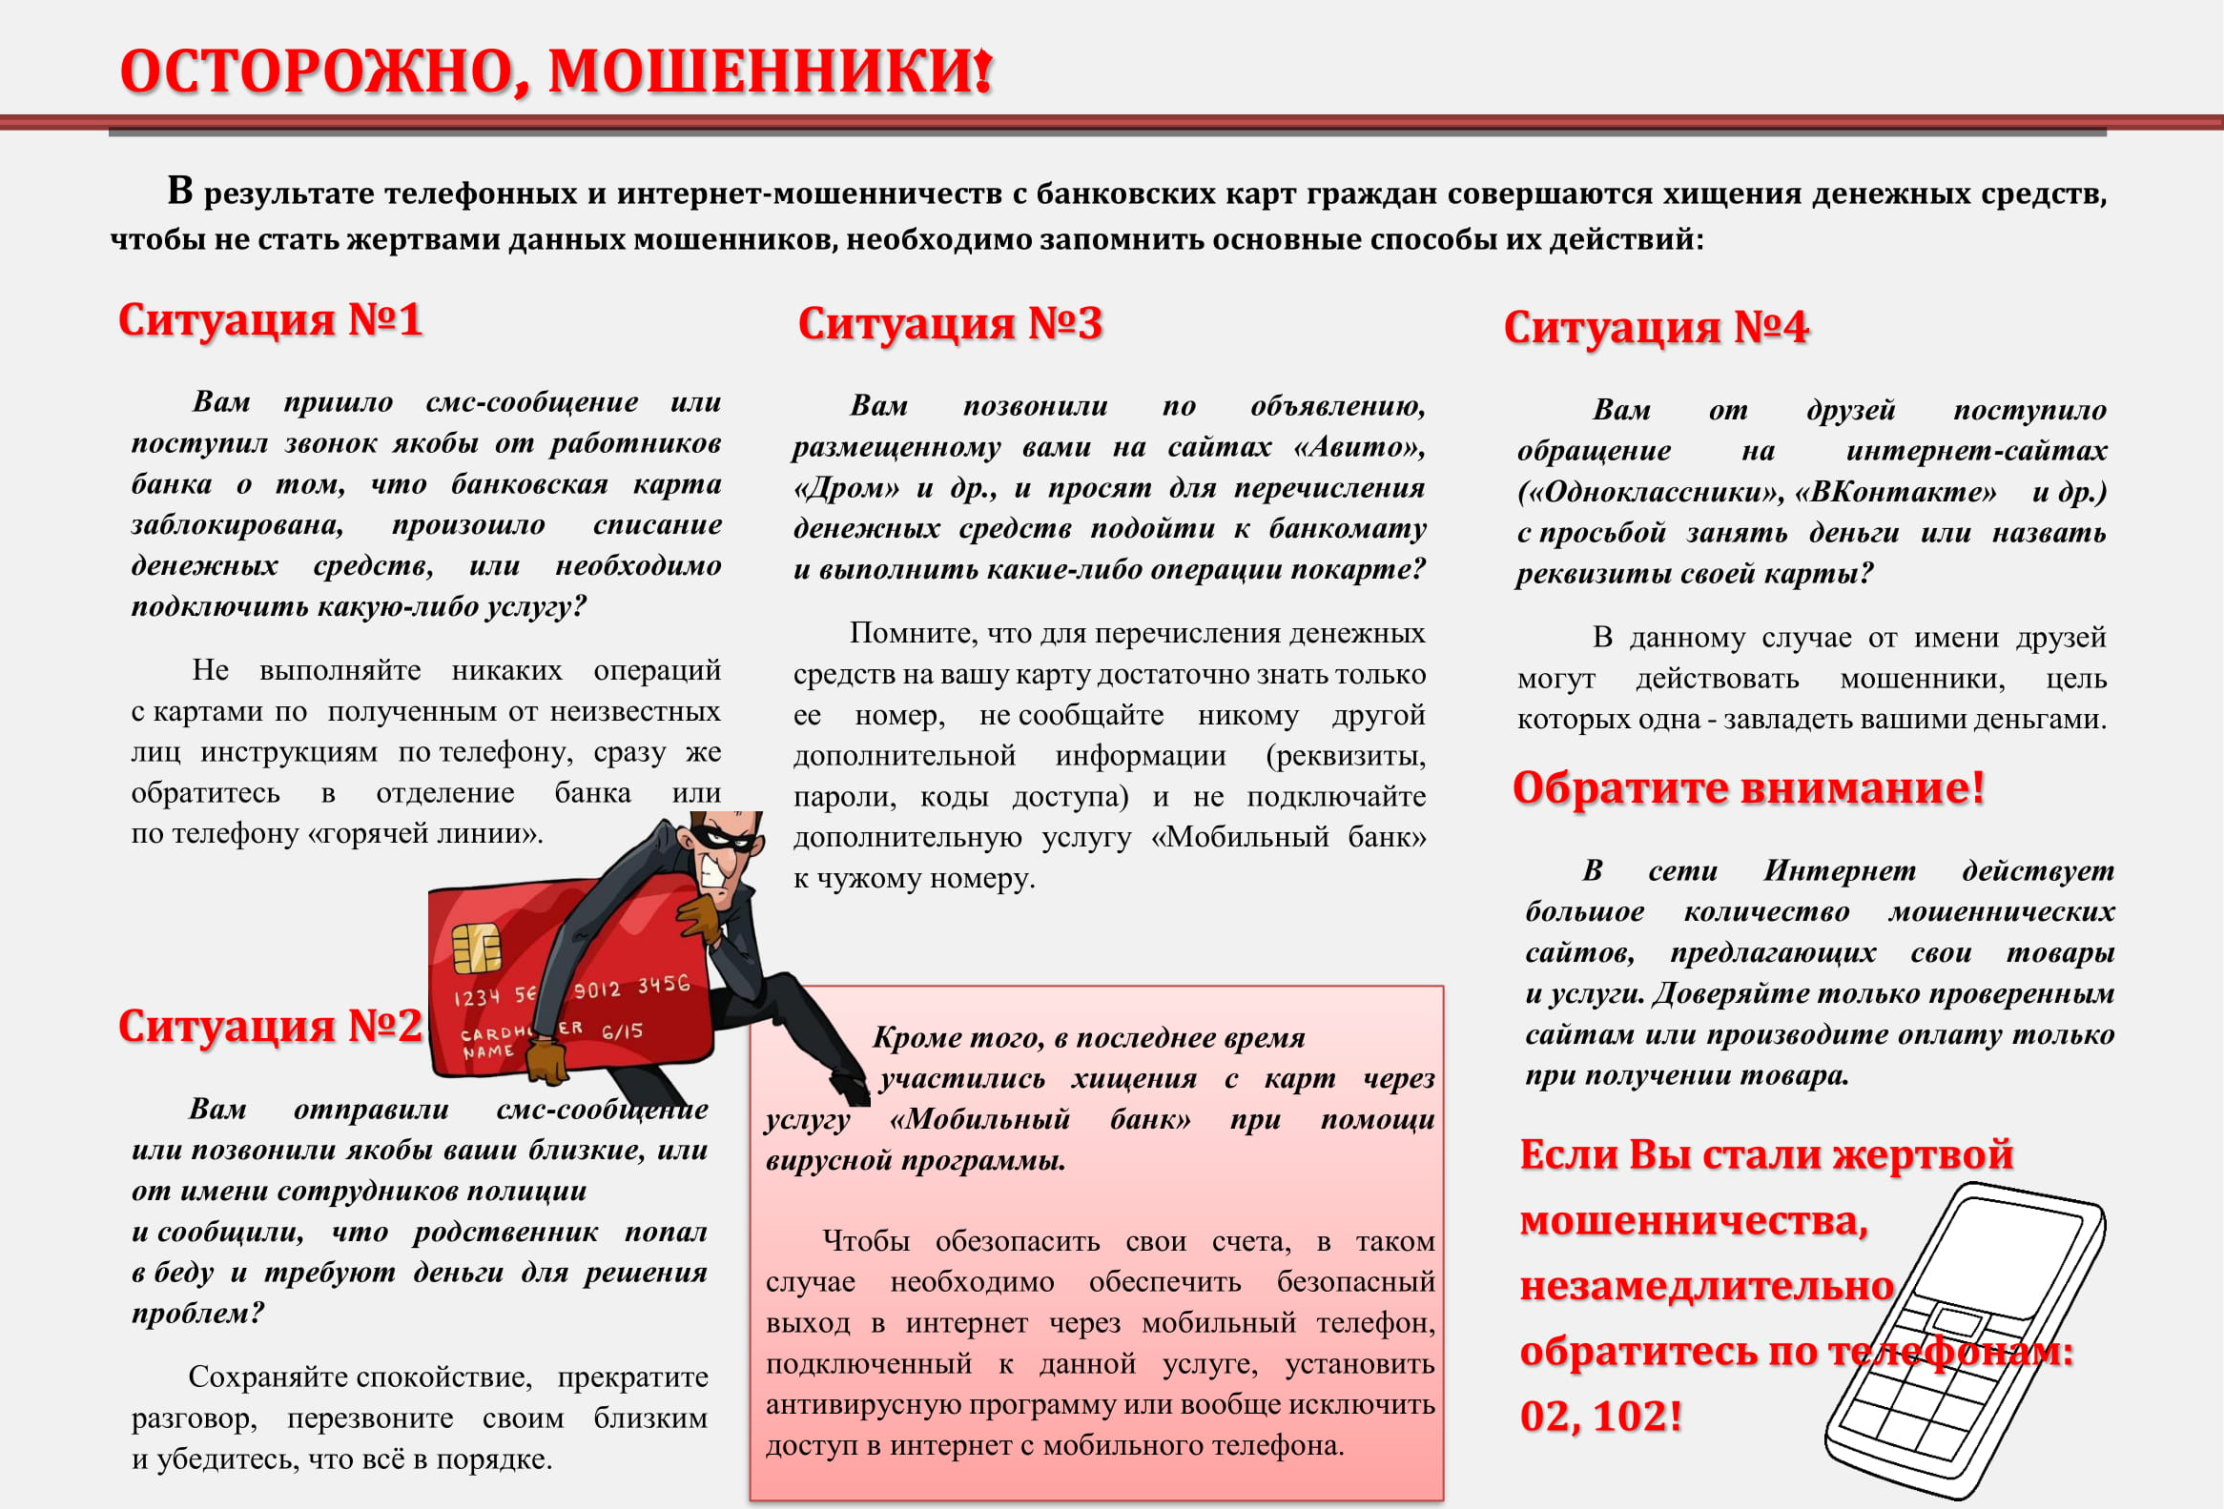 ОСТОРОЖНО, МОШЕННИКИ!
В результате телефонных и интернет-мошенничеств с банковских карт граждан совершаются хищения денежных средств,
чтобы не стать жертвами данных мошенников, необходимо запомнить основные способы их действий:
Ситуация №1
Вам пришло смс-сообщение или
поступил звонок якобы от работников
банка о том, что банковская карта
заблокирована, произошло списание
денежных средств, или необходимо
подключить какую-либо услугу?
Не выполняйте никаких операций
с картами по полученным от неизвестных
лиц инструкциям по телефону, сразу же
обратитесь в отделение банка или
по телефону «горячей линии».
1234 56 9012 3456
CARDHOLDER 6/15
NAME
Ситуация №2
Вам отправили смс-сообщение
или позвонили якобы ваши близкие, или
от имени сотрудников полиции
и сообщили, что родственник попал
в беду и требуют деньги для решения
проблем?
Сохраняйте спокойствие, прекратите
разговор, перезвоните своим близким
и убедитесь, что всё в порядке.
Ситуация №3
Вам позвонили по объявлению,
размещенному вами на сайтах «Авито»,
«Дром» и др., и просят для перечисления
денежных средств подойти к банкомату
и выполнить какие-либо операции покарте?
Помните, что для перечисления денежных
средств на вашу карту достаточно знать только
ее номер, не сообщайте никому другой
дополнительной информации (реквизиты,
пароли, коды доступа) и не подключайте
дополнительную услугу «Мобильный банк»
к чужому номеру.
Кроме того, в последнее время
участились хищения с карт через
услугу «Мобильный банк» при помощи
вирусной программы.
Чтобы обезопасить свои счета, в таком
случае необходимо обеспечить безопасный
выход в интернет через мобильный телефон,
подключенный к данной услуге, установить
антивирусную программу или вообще исключить
доступ в интернет с мобильного телефона.
Ситуация №4
Вам от друзей поступило
обращение на интернет-сайтах
(«Одноклассники», «ВКонтакте» и др.)
с просьбой занять деньги или назвать
реквизиты своей карты?
В данному случае от имени друзей
могут действовать мошенники, цель
которых одна - завладеть вашими деньгами.
Обратите внимание!
В сети Интернет действует
большое количество мошеннических
сайтов, предлагающих свои товары
и услуги. Доверяйте только проверенным
сайтам или производите оплату только
при получении товара.
Если Вы стали жертвой
мошенничества,
незамедлительно
обратитесь по телефонам:
02, 102!